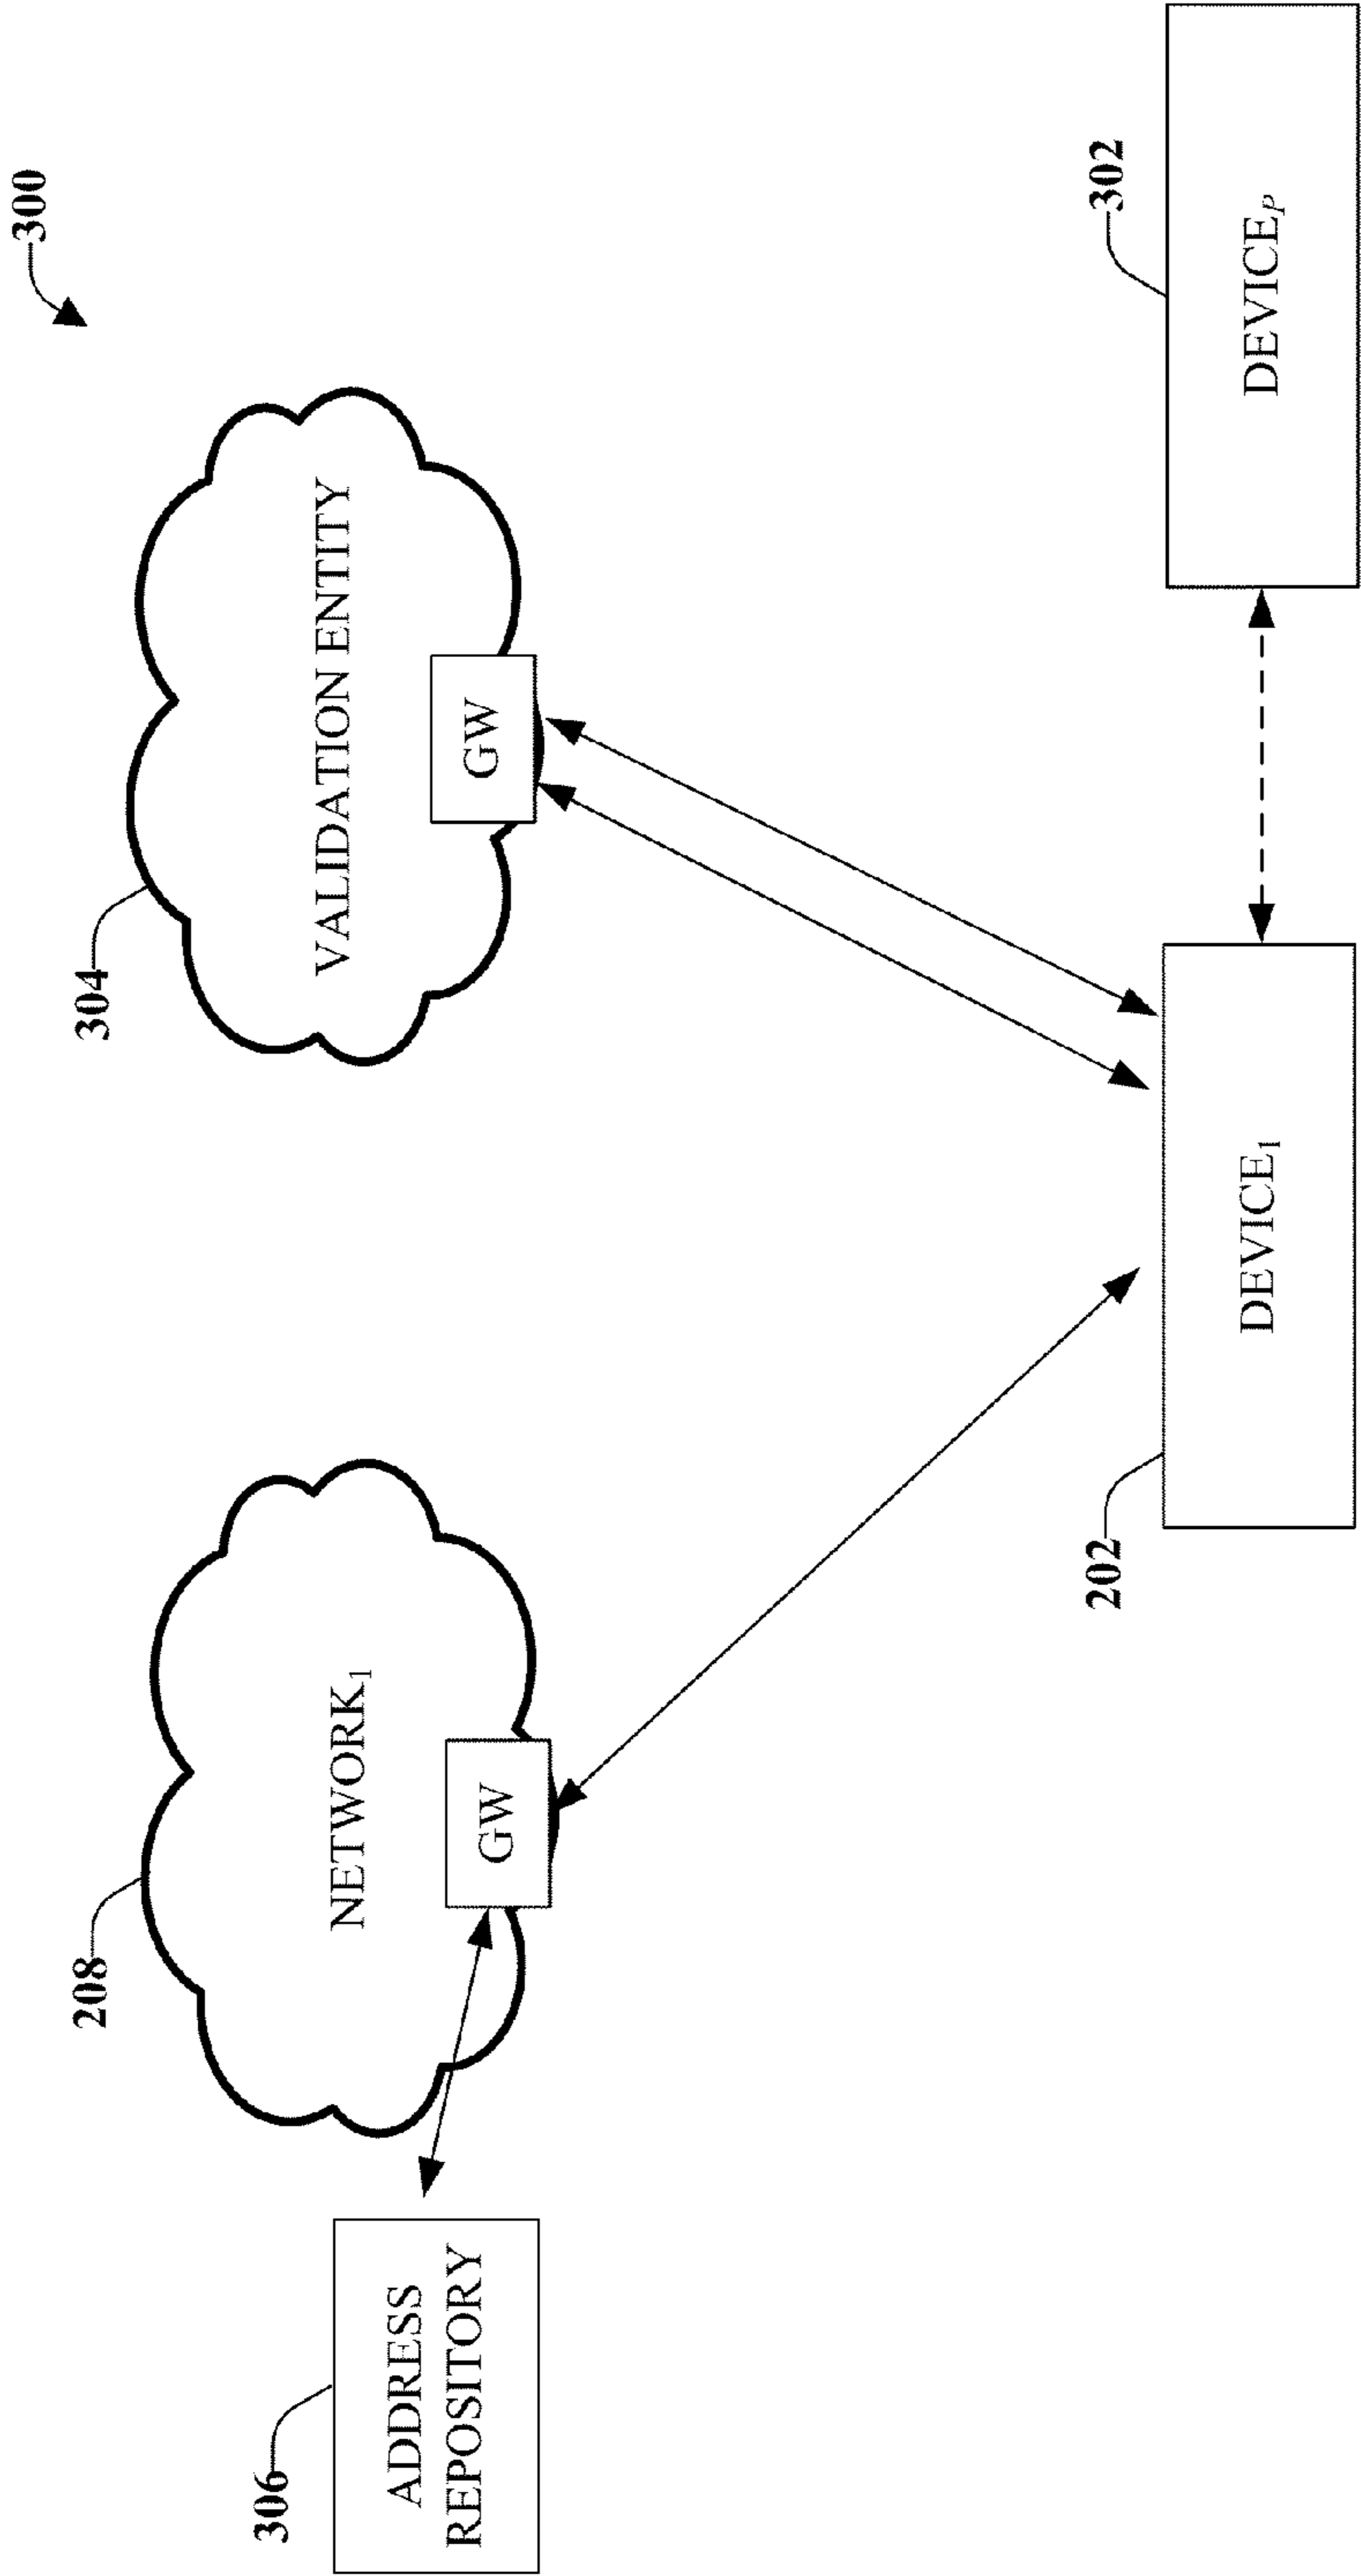 300
304
VALIDATION ENTITY
GW
208
NETWORK₁
GW
306
ADDRESS
REPOSITORY
302
DEVICEₚ
202
DEVICE₁